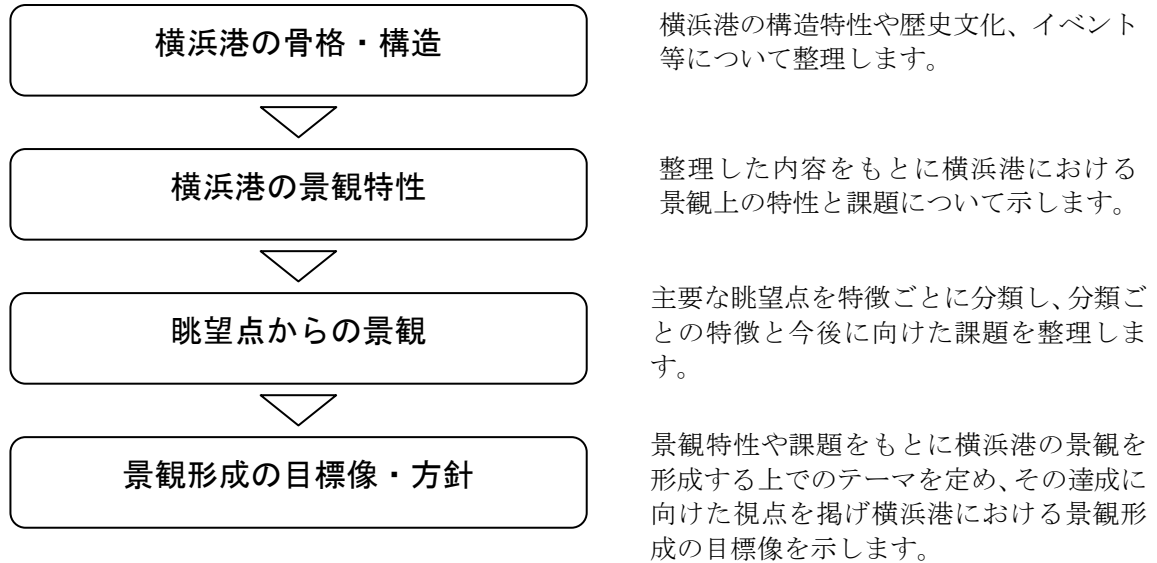 横浜港の骨格・構造
横浜港の構造特性や歴史文化、イベント
等について整理します。
横浜港の景観特性
整理した内容をもとに横浜港における
景観上の特性と課題について示します。
眺望点からの景観
主要な眺望点を特徴ごとに分類し、分類ご
との特徴と今後に向けた課題を整理しま
す。
景観形成の目標像・方針
景観特性や課題をもとに横浜港の景観を
形成する上でのテーマを定め、その達成に
向けた視点を掲げ横浜港における景観形
成の目標像を示します。